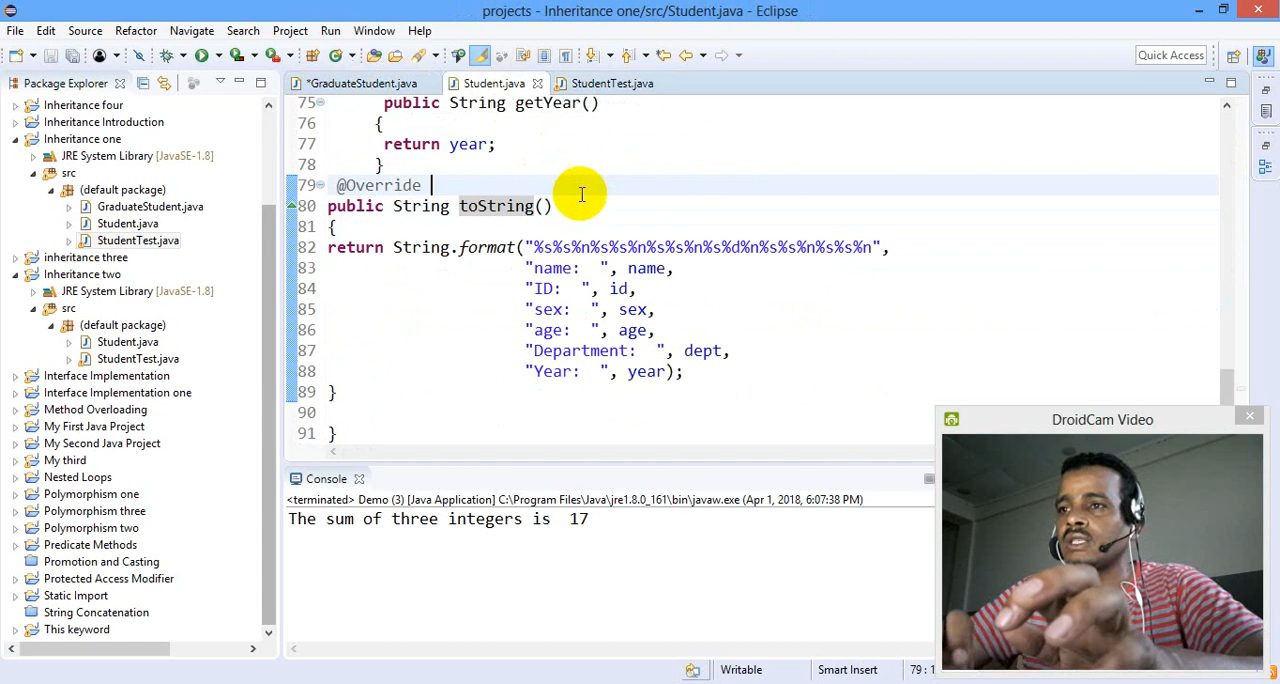 projects - Inheritance one/src/Student.java - Eclipse
File Edit Source Refactor Navigate Search Project Run Window Help
Quick Access
Package Explorer
*GraduateStudent.java Student.java StudentTest.java
Inheritance four
Inheritance Introduction
Inheritance one
JRE System Library [JavaSE-1.8]
src
(default package)
GraduateStudent.java
Student.java
StudentTest.java
inheritance three
Inheritance two
JRE System Library [JavaSE-1.8]
src
(default package)
Student.java
StudentTest.java
Interface Implementation
Interface Implementation one
Method Overloading
My First Java Project
My Second Java Project
My third
Nested Loops
Polymorphism one
Polymorphism three
Polymorphism two
Predicate Methods
Promotion and Casting
Protected Access Modifier
Static Import
String Concatenation
This keyword
75 public String getYear()
76 {
77 return year;
78 }
79 @Override
80 public String toString()
81 {
82 return String.format("%s%s%n%s%s%n%s%s%n%s%d%n%s%s%n%s%s%n",
83 "name:  ", name,
84 "ID:  ", id,
85 "sex:  ", sex,
86 "age:  ", age,
87 "Department:  ", dept,
88 "Year:  ", year);
89 }
90
91 }
Console
<terminated> Demo (3) [Java Application] C:\Program Files\Java\jre1.8.0_161\bin\javaw.exe (Apr 1, 2018, 6:07:38 PM)
The sum of three integers is  17
DroidCam Video
Writable Smart Insert 79 : 1